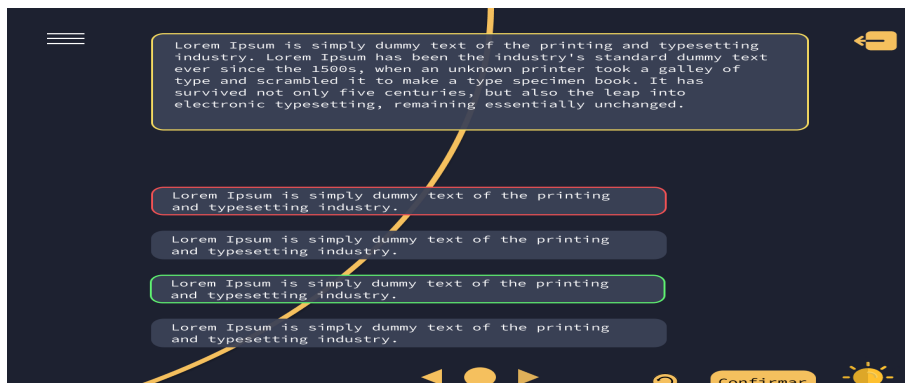 Lorem Ipsum is simply dummy text of the printing and typesetting
industry. Lorem Ipsum has been the industry's standard dummy text
ever since the 1500s, when an unknown printer took a galley of
type and scrambled it to make a type specimen book. It has
survived not only five centuries, but also the leap into
electronic typesetting, remaining essentially unchanged.
Lorem Ipsum is simply dummy text of the printing
and typesetting industry.
Lorem Ipsum is simply dummy text of the printing
and typesetting industry.
Lorem Ipsum is simply dummy text of the printing
and typesetting industry.
Lorem Ipsum is simply dummy text of the printing
and typesetting industry.
Confirmar